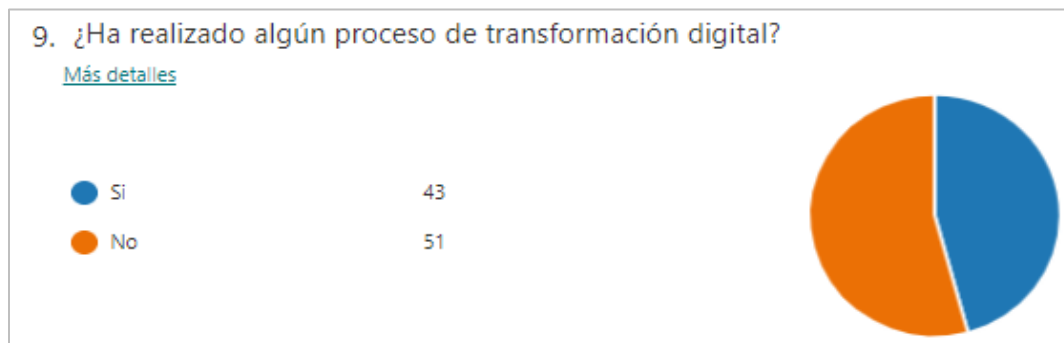 9. ¿Ha realizado algún proceso de transformación digital?
Más detalles
Si 43
No 51